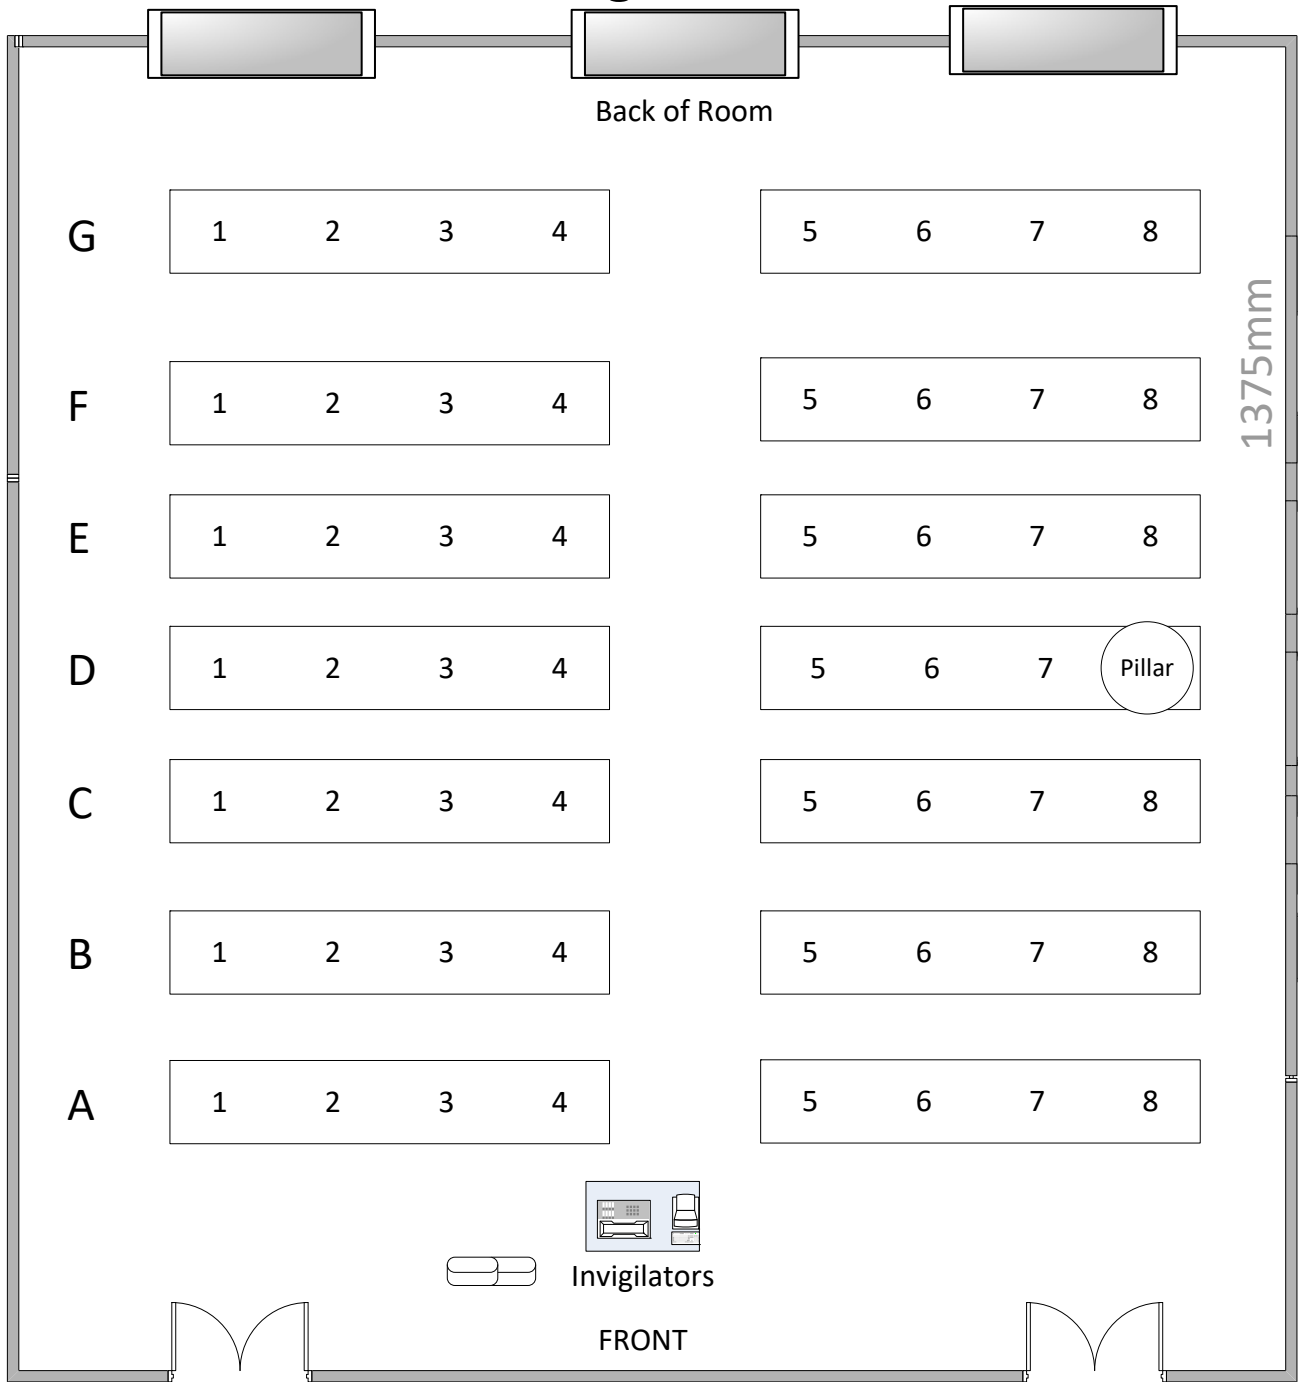 Back of Room
G 1 2 3 4 5 6 7 8
1375mm
F 1 2 3 4 5 6 7 8
E 1 2 3 4 5 6 7 8
D 1 2 3 4 5 6 7 Pillar
C 1 2 3 4 5 6 7 8
B 1 2 3 4 5 6 7 8
A 1 2 3 4 5 6 7 8
Invigilators
FRONT